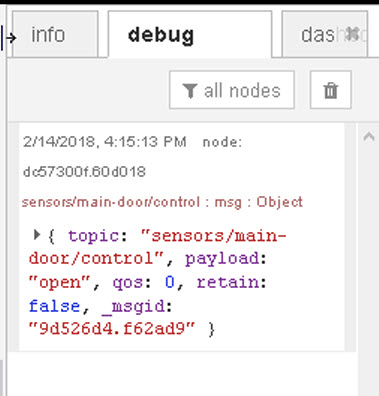 info debug das
all nodes
2/14/2018, 4:15:13 PM node:
dc57300f.60d018
sensors/main-door/control : msg : Object
{ topic: "sensors/main-
door/control", payload:
"open", qos: 0, retain:
false, _msgid:
"9d526d4.f62ad9" }